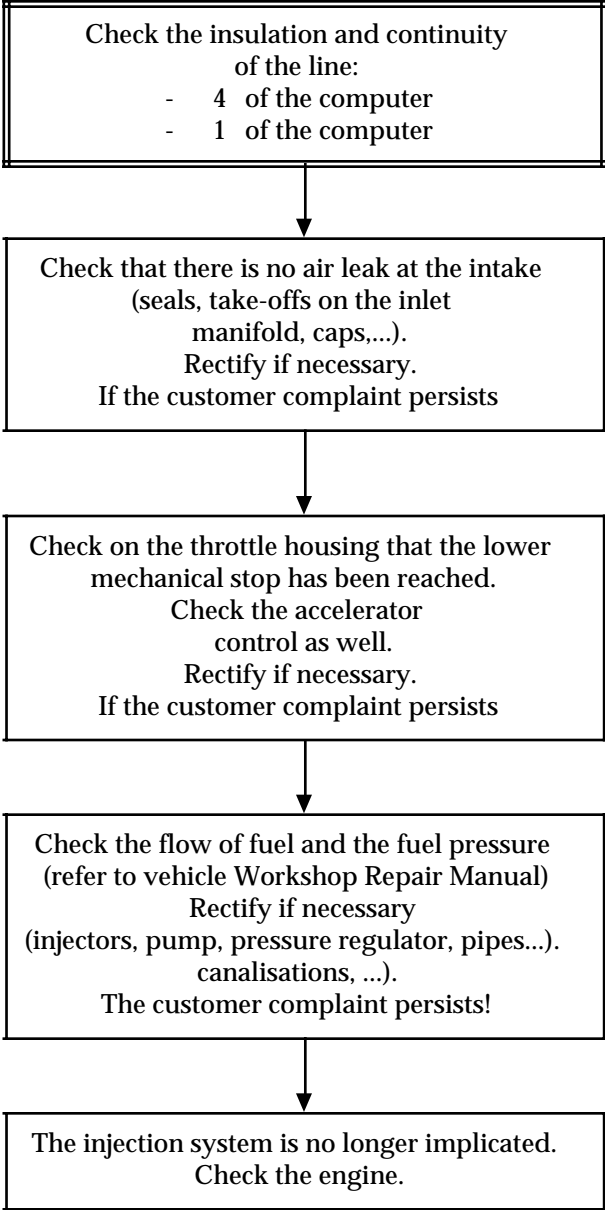 Check the insulation and continuity
of the line:
- 4 of the computer
- 1 of the computer
Check that there is no air leak at the intake
(seals, take-offs on the inlet
manifold, caps,...).
Rectify if necessary.
If the customer complaint persists
Check on the throttle housing that the lower
mechanical stop has been reached.
Check the accelerator
control as well.
Rectify if necessary.
If the customer complaint persists
Check the flow of fuel and the fuel pressure
(refer to vehicle Workshop Repair Manual)
Rectify if necessary
(injectors, pump, pressure regulator, pipes...).
canalisations, ...).
The customer complaint persists!
The injection system is no longer implicated.
Check the engine.